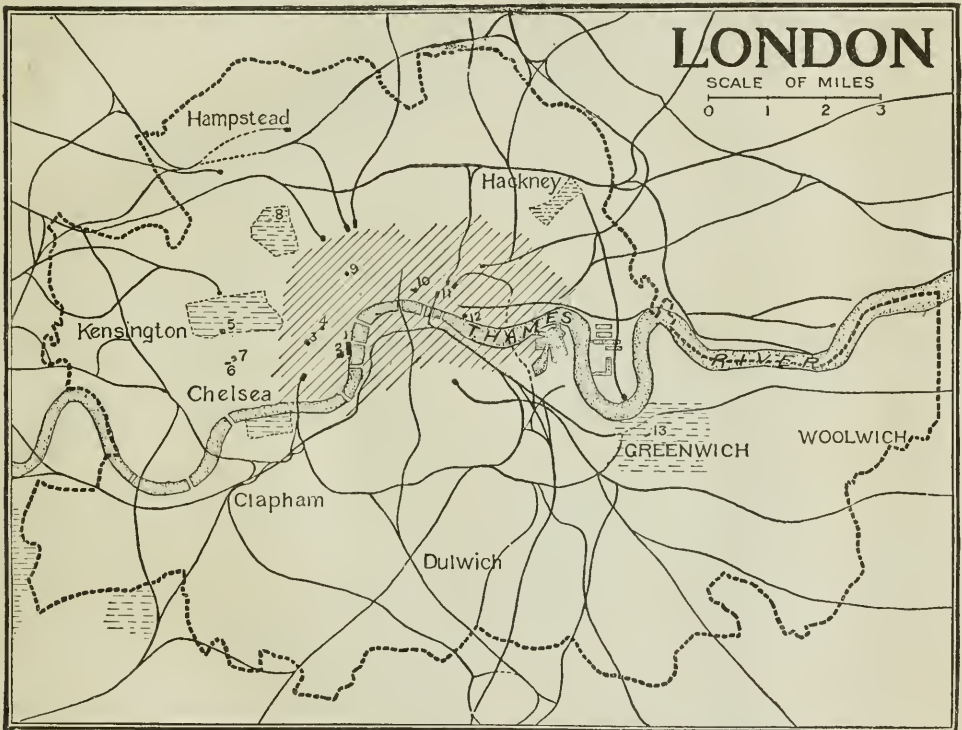 LONDON
SCALE OF MILES
0 1 2 3
Hampstead
Hackney
8
9
10
11
12
THAMES
Kensington
5
4
3
1
2
7
6
RIVER
Chelsea
13
GREENWICH
WOOLWICH
Clapham
Dulwich